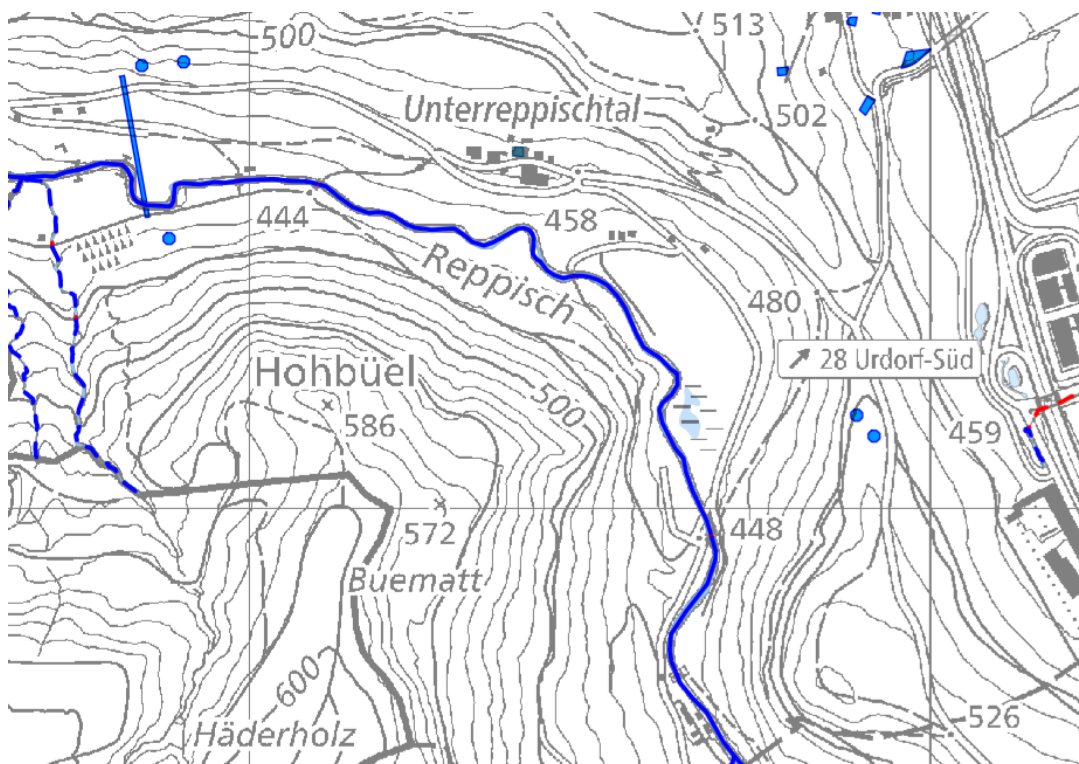 500
513
Unterreppischtal
502
444
458
Reppisch
480
28 Urdorf-Süd
Hohbüel
500
586
459
572
448
Buematt
600
526
Häderholz